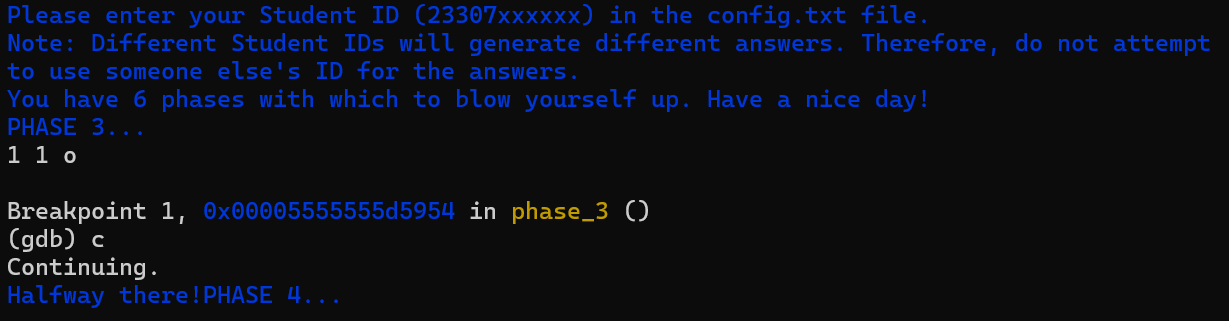 Please enter your Student ID (23307xxxxxx) in the config.txt file.
Note: Different Student IDs will generate different answers. Therefore, do not attempt
to use someone else's ID for the answers.
You have 6 phases with which to blow yourself up. Have a nice day!
PHASE 3...
1 1 o
Breakpoint 1, 0x00005555555d5954 in phase_3 ()
(gdb) c
Continuing.
Halfway there!PHASE 4...